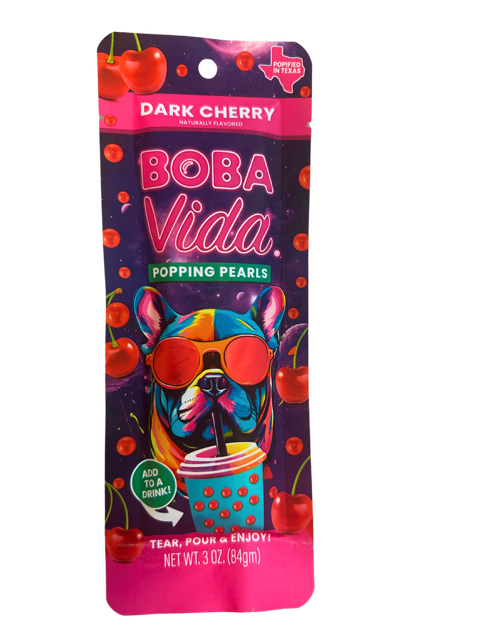 POPIFIED
IN TEXAS
DARK CHERRY
NATURALLY FLAVORED
BOBA
Vida®
POPPING PEARLS
ADD
TO A
DRINK!
TEAR, POUR & ENJOY!
NET WT. 3 OZ. (84gm)